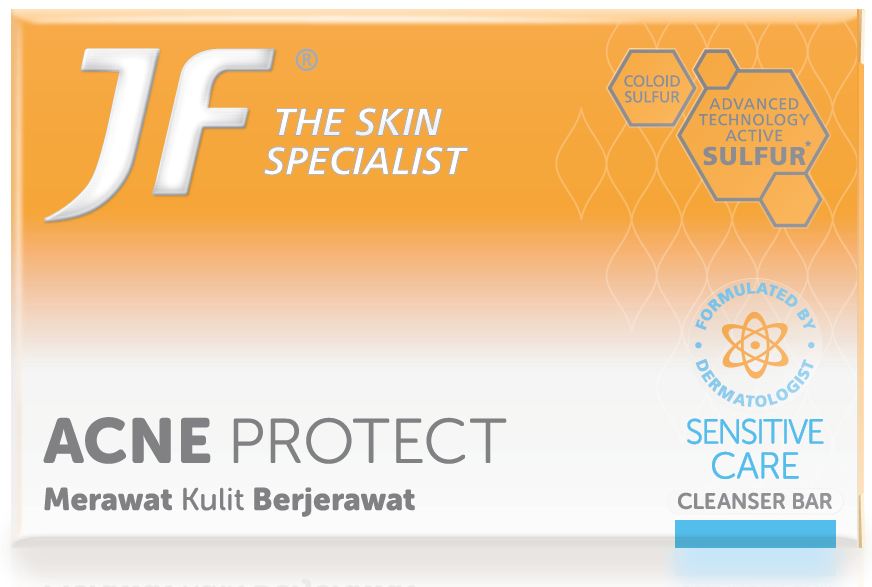 JF®
THE SKIN
SPECIALIST
COLOID
SULFUR
ADVANCED
TECHNOLOGY
ACTIVE
SULFUR*
FORMULATED BY
DERMATOLOGIST
SENSITIVE
CARE
CLEANSER BAR
ACNE PROTECT
Merawat Kulit Berjerawat